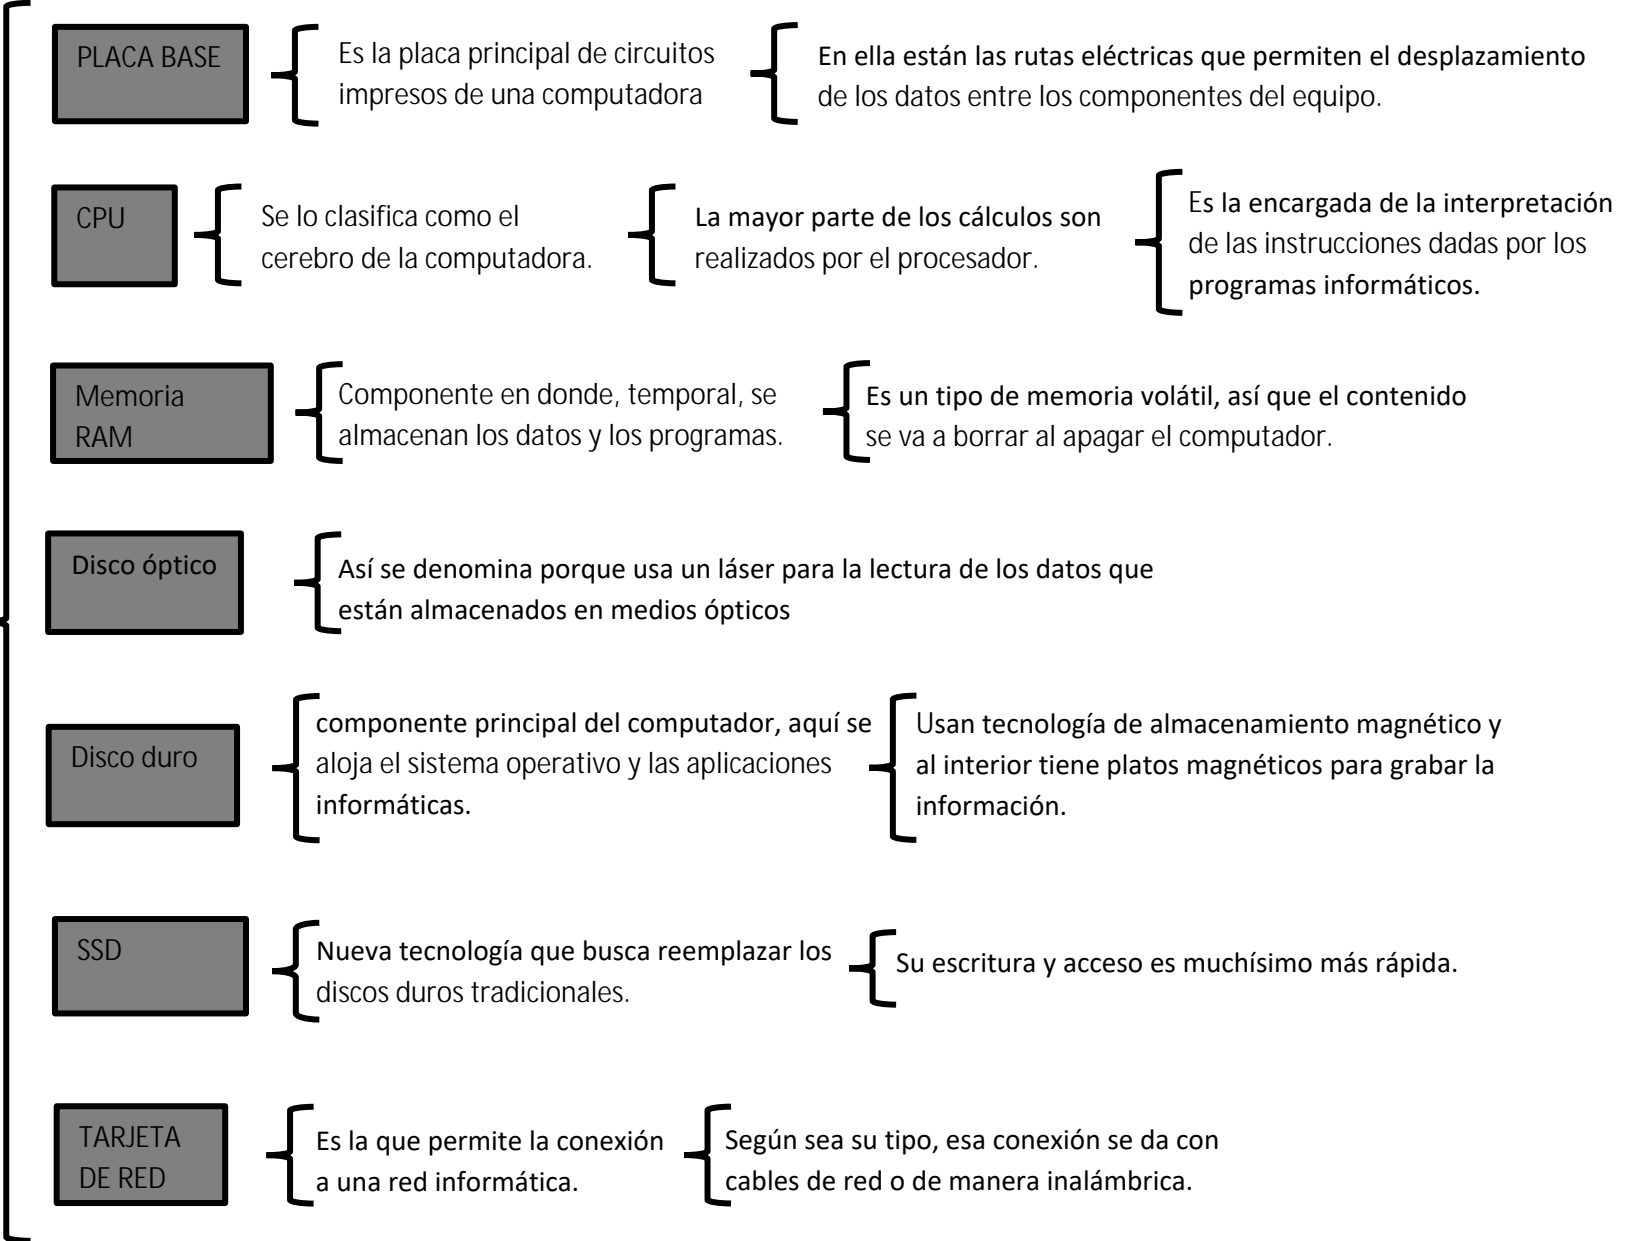 PLACA BASE
Es la placa principal de circuitos
impresos de una computadora
En ella están las rutas eléctricas que permiten el desplazamiento
de los datos entre los componentes del equipo.
CPU
Se lo clasifica como el
cerebro de la computadora.
La mayor parte de los cálculos son
realizados por el procesador.
Es la encargada de la interpretación
de las instrucciones dadas por los
programas informáticos.
Memoria
RAM
Componente en donde, temporal, se
almacenan los datos y los programas.
Es un tipo de memoria volátil, así que el contenido
se va a borrar al apagar el computador.
Disco óptico
Así se denomina porque usa un láser para la lectura de los datos que
están almacenados en medios ópticos
Disco duro
componente principal del computador, aquí se
aloja el sistema operativo y las aplicaciones
informáticas.
Usan tecnología de almacenamiento magnético y
al interior tiene platos magnéticos para grabar la
información.
SSD
Nueva tecnología que busca reemplazar los
discos duros tradicionales.
Su escritura y acceso es muchísimo más rápida.
TARJETA
DE RED
Es la que permite la conexión
a una red informática.
Según sea su tipo, esa conexión se da con
cables de red o de manera inalámbrica.